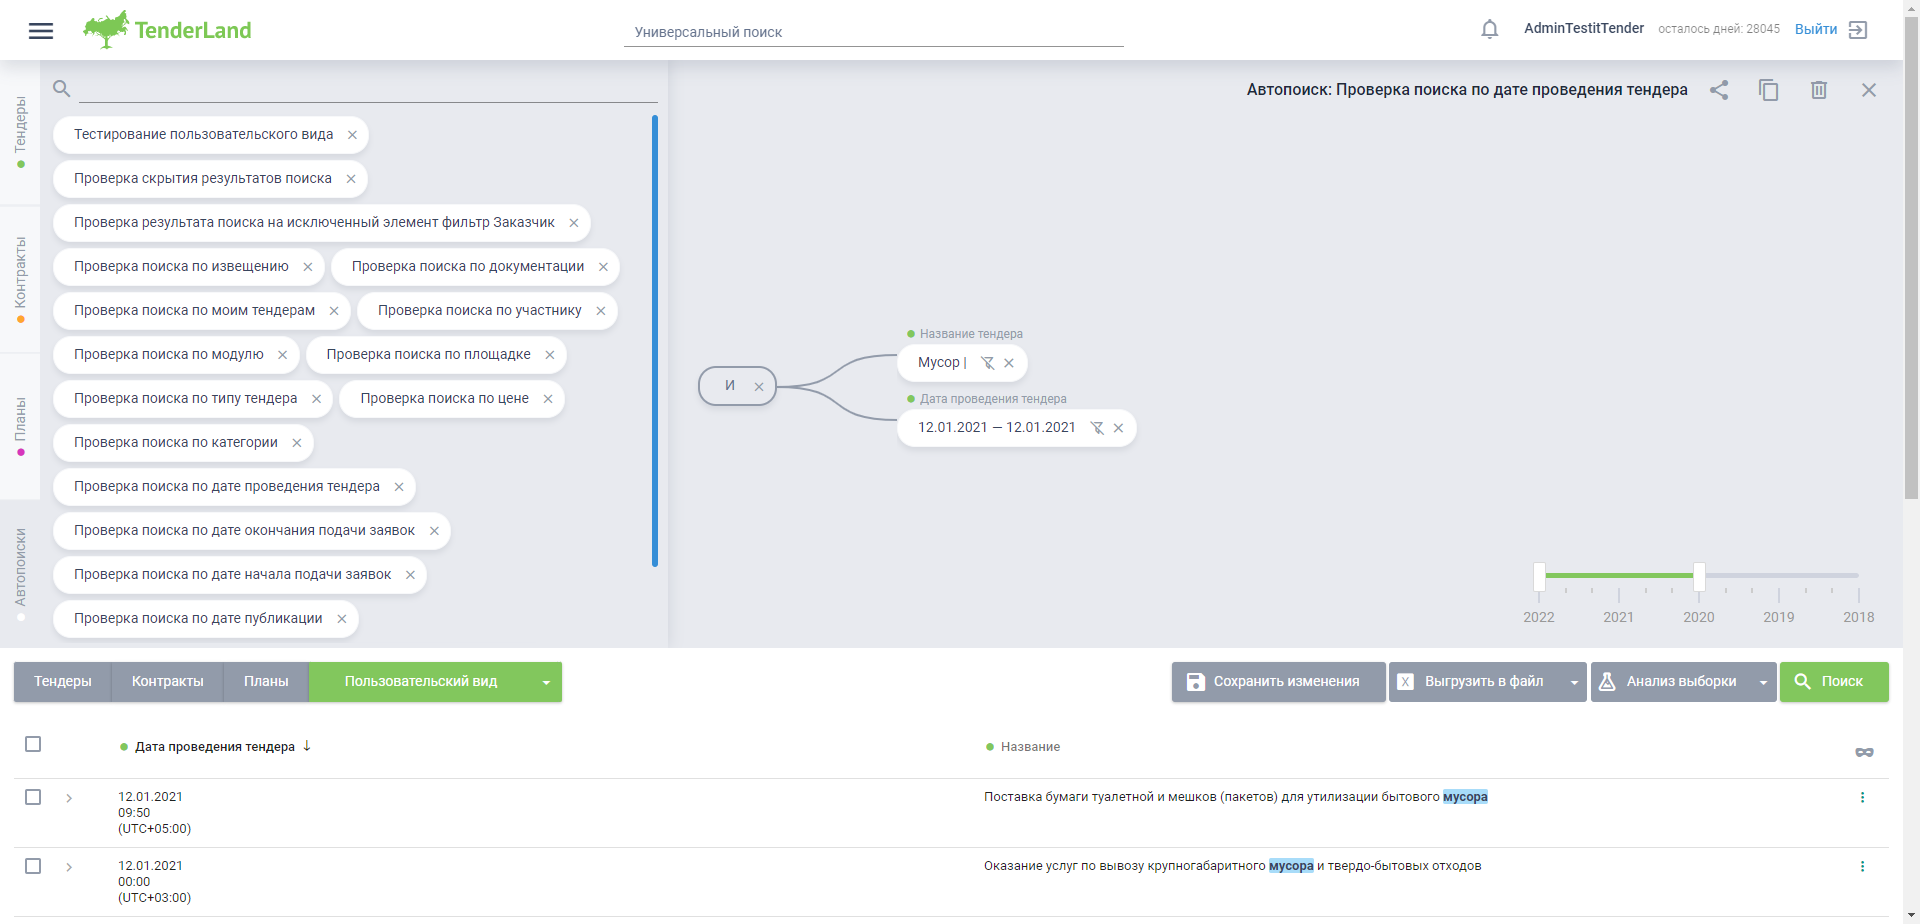 TenderLand
Универсальный поиск
AdminTestitTender
осталось дней: 28045
Выйти
Тендеры
Контракты
Планы
Автопоиски
Тестирование пользовательского вида
Проверка скрытия результатов поиска
Проверка результата поиска на исключенный элемент фильтр Заказчик
Проверка поиска по извещению
Проверка поиска по документации
Проверка поиска по моим тендерам
Проверка поиска по участнику
Проверка поиска по модулю
Проверка поиска по площадке
Проверка поиска по типу тендера
Проверка поиска по цене
Проверка поиска по категории
Проверка поиска по дате проведения тендера
Проверка поиска по дате окончания подачи заявок
Проверка поиска по дате начала подачи заявок
Проверка поиска по дате публикации
Автопоиск: Проверка поиска по дате проведения тендера
И
Название тендера
Мусор |
Дата проведения тендера
12.01.2021 — 12.01.2021
2022 2021 2020 2019 2018
Тендеры
Контракты
Планы
Пользовательский вид
Сохранить изменения
X Выгрузить в файл
Анализ выборки
Поиск
Дата проведения тендера
Название
12.01.2021
09:50
(UTC+05:00)
Поставка бумаги туалетной и мешков (пакетов) для утилизации бытового мусора
12.01.2021
00:00
(UTC+03:00)
Оказание услуг по вывозу крупногабаритного мусора и твердо-бытовых отходов